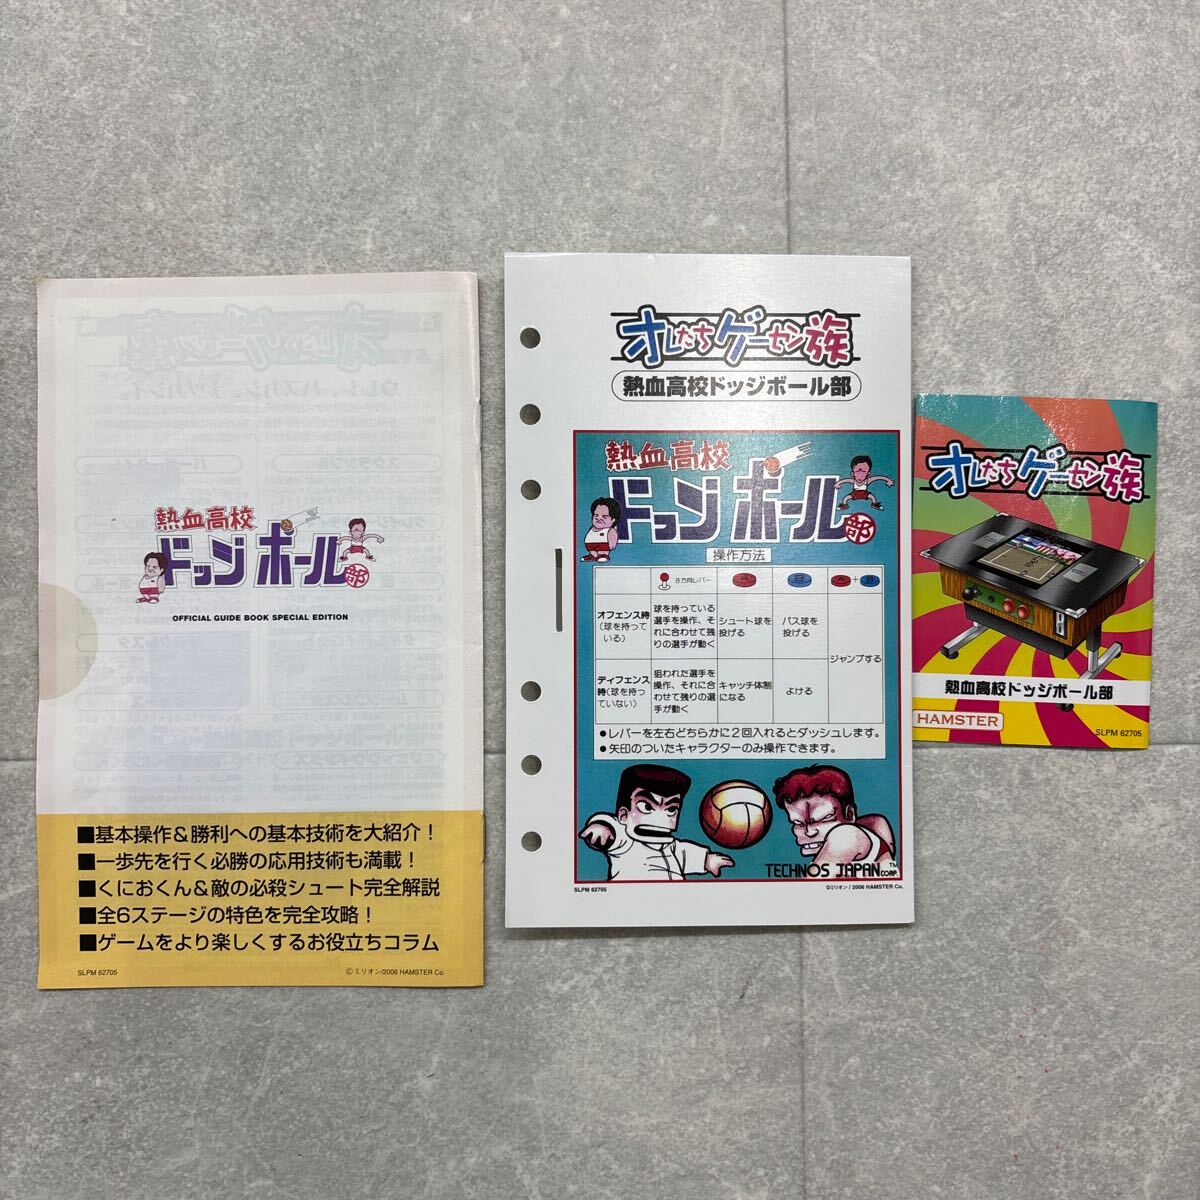 熱血高校
ドッジボール部
OFFICIAL GUIDE BOOK SPECIAL EDITION
■基本操作&勝利への基本技術を大紹介！
■一歩先を行く必勝の応用技術も満載！
■くにおくん&敵の必殺シュート完全解説
■全6ステージの特色を完全攻略！
■ゲームをより楽しくするお役立ちコラム
SLPM 62705
©ミリオン/2006 HAMSTER Co.
オレたちゲーセン族
熱血高校ドッジボール部
熱血高校
ドッジボール部
操作方法
8方向レバー
A
B
A+B
オフェンス時
(球を持って
いる)
球を持っている
選手を操作、そ
れに合わせて残
りの選手が動く
シュート球を
投げる
パス球を
投げる
ジャンプする
ディフェンス
時(球を持っ
ていない)
狙われた選手を
操作、それに合
わせて残りの選
手が動く
キャッチ体制
になる
よける
●レバーを左右どちらかに2回入れるとダッシュします。
●矢印のついたキャラクターのみ操作できます。
TECHNOS JAPAN CORP.™
SLPM 62705
©ミリオン/2006 HAMSTER Co.
オレたちゲーセン族
熱血高校ドッジボール部
HAMSTER
SLPM 62705